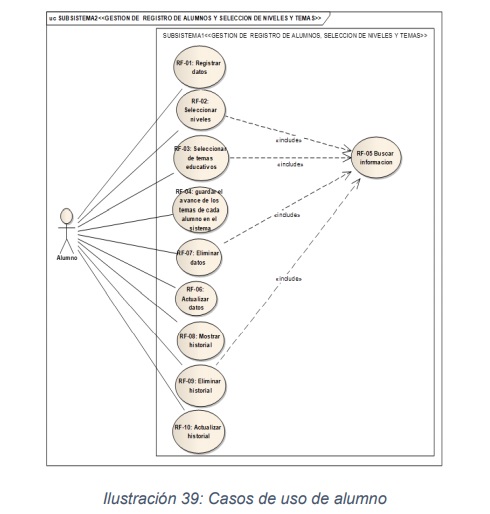 uc SUBSISTEMA2<<GESTION DE REGISTRO DE ALUMNOS Y SELECCION DE NIVELES Y TEMAS>>
SUBSISTEMA1<<GESTION DE REGISTRO DE ALUMNOS, SELECCION DE NIVELES Y TEMAS>>
RF-01: Registrar
datos
RF-02:
Seleccionar
niveles
«include»
RF-03: Seleccionar
de temas
educativos
«include»
RF-05 Buscar
informacion
RF-04: guardar el
avance de los
temas de cada
alumno en el
sistema
«include»
Alumno
RF-07: Eliminar
datos
«include»
RF-06:
Actualizar
datos
RF-08: Mostrar
historial
RF-09: Eliminar
historial
RF-10: Actualizar
historial
Ilustración 39: Casos de uso de alumno